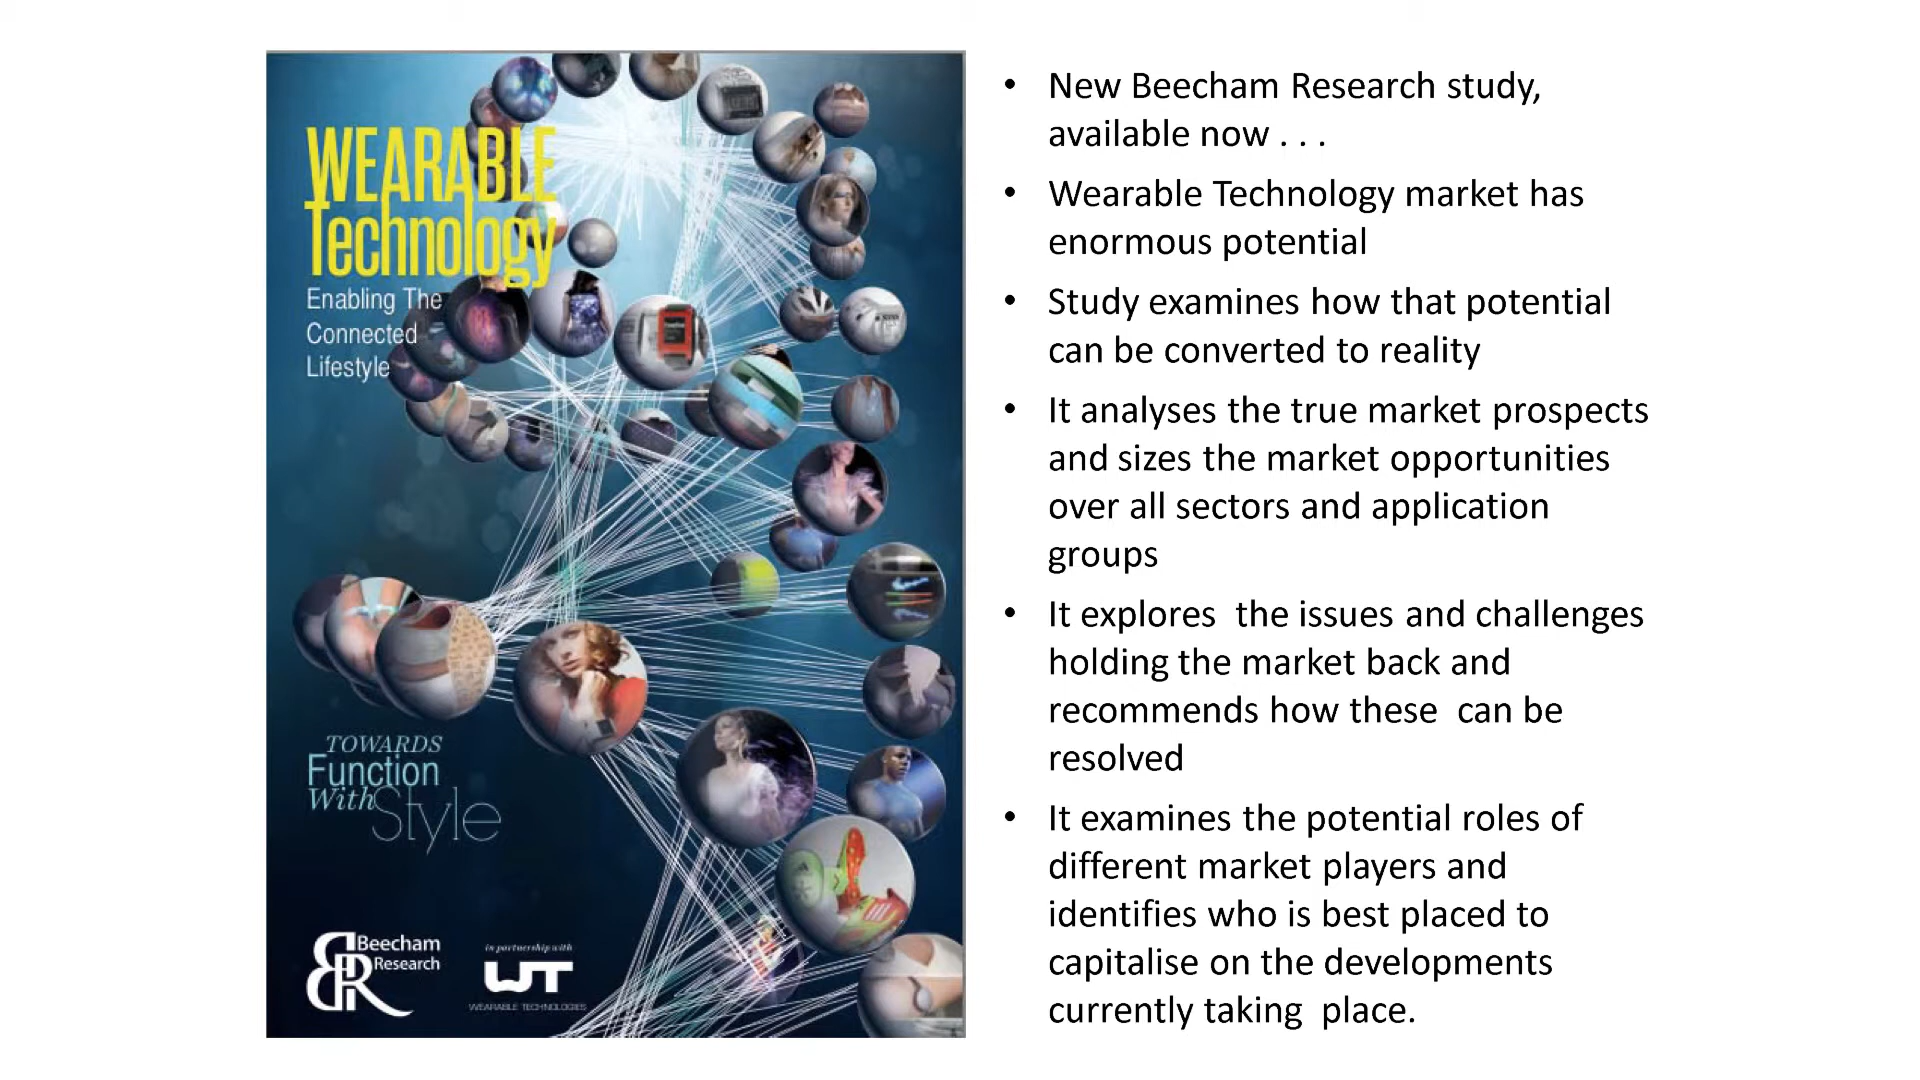 WEARABLE
Technology
Enabling The
Connected
Lifestyle
TOWARDS
Function
With Style
Beecham
Research
in partnership with
WT
WEARABLE TECHNOLOGIES
• New Beecham Research study,
available now . . .
• Wearable Technology market has
enormous potential
• Study examines how that potential
can be converted to reality
• It analyses the true market prospects
and sizes the market opportunities
over all sectors and application
groups
• It explores  the issues and challenges
holding the market back and
recommends how these  can be
resolved
• It examines the potential roles of
different market players and
identifies who is best placed to
capitalise on the developments
currently taking  place.